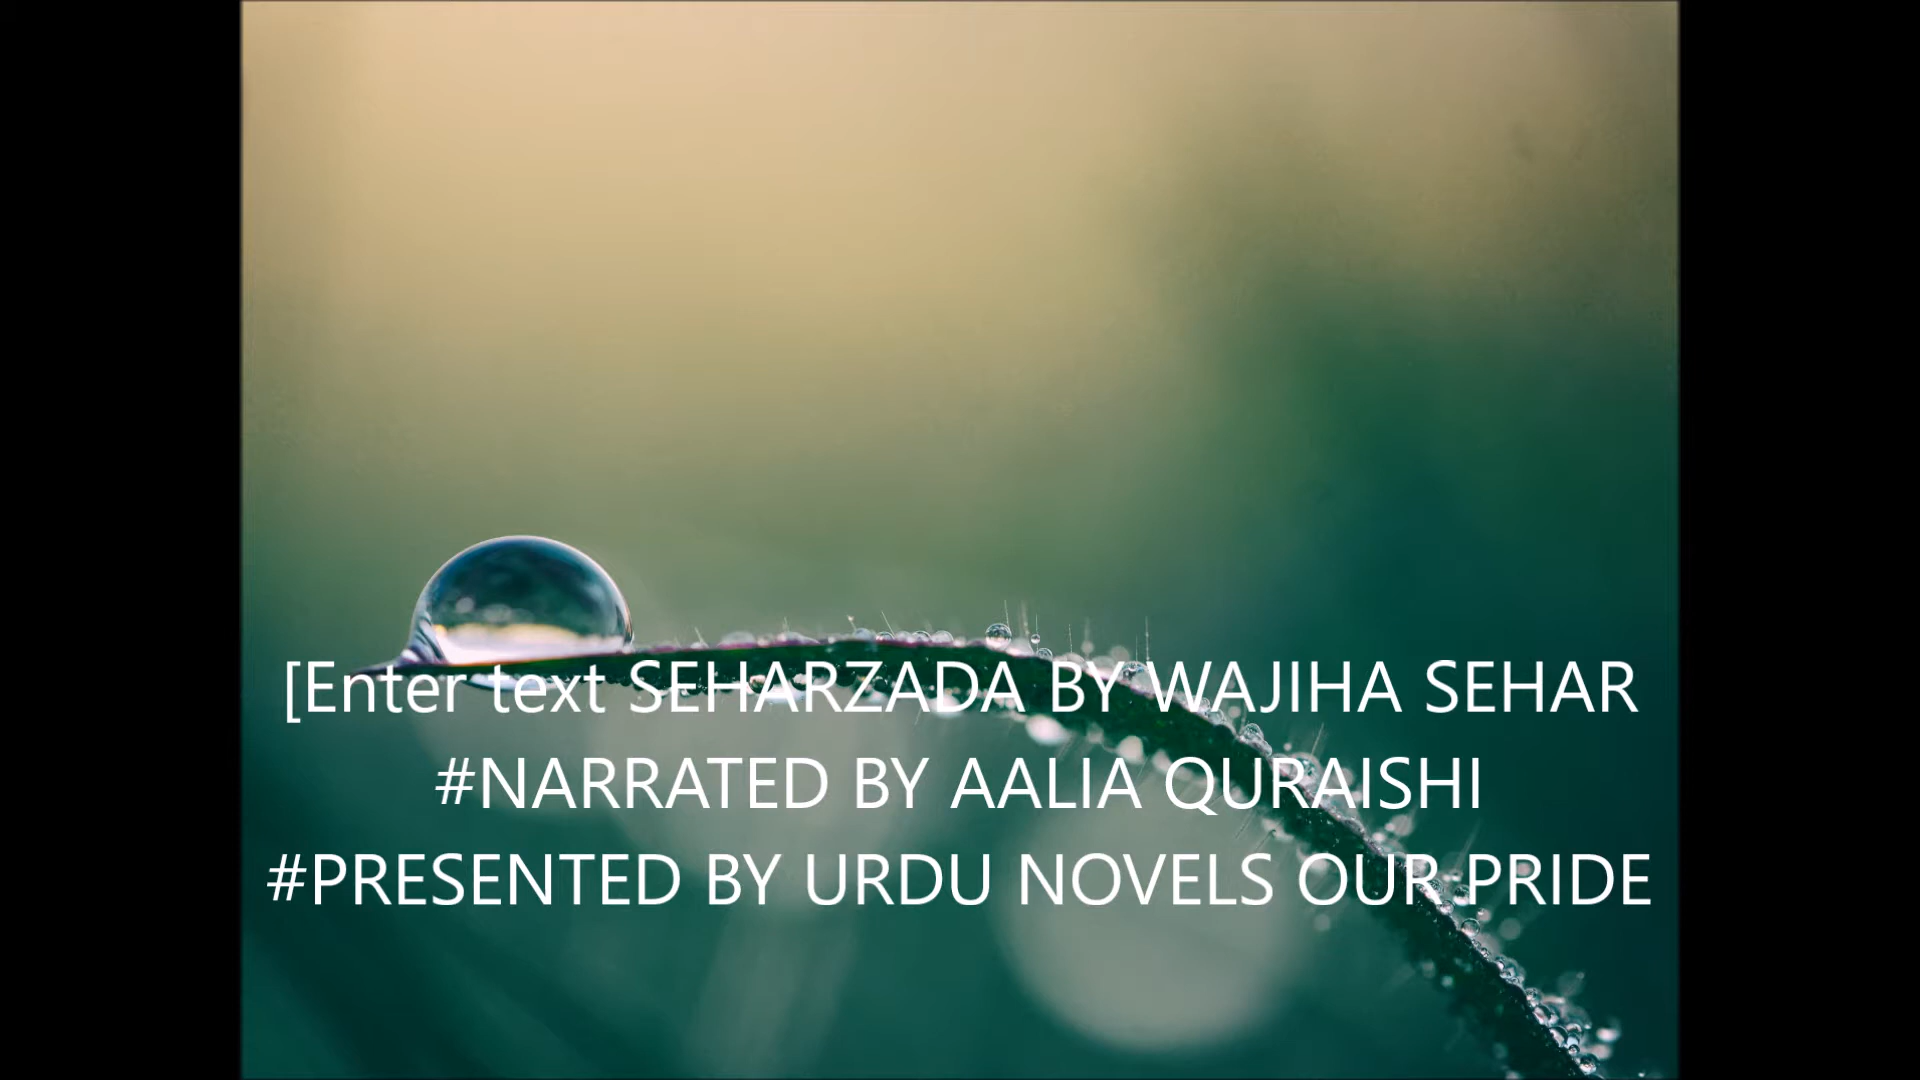 [Enter text SEHARZADA BY WAJIHA SEHAR
#NARRATED BY AALIA QURAISHI
#PRESENTED BY URDU NOVELS OUR PRIDE